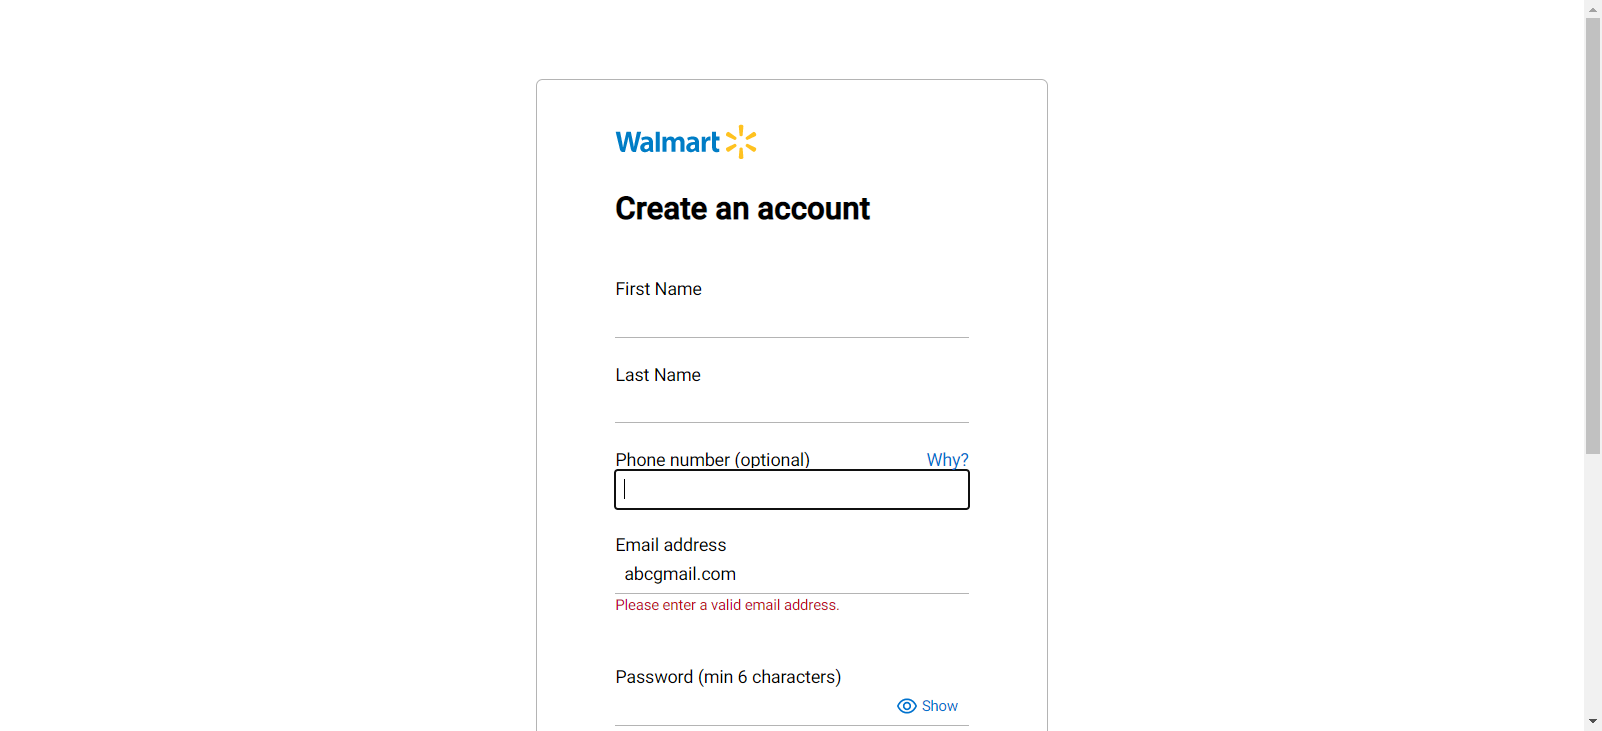 Walmart
Create an account
First Name
Last Name
Phone number (optional) Why?
Email address
abcgmail.com
Please enter a valid email address.
Password (min 6 characters)
Show